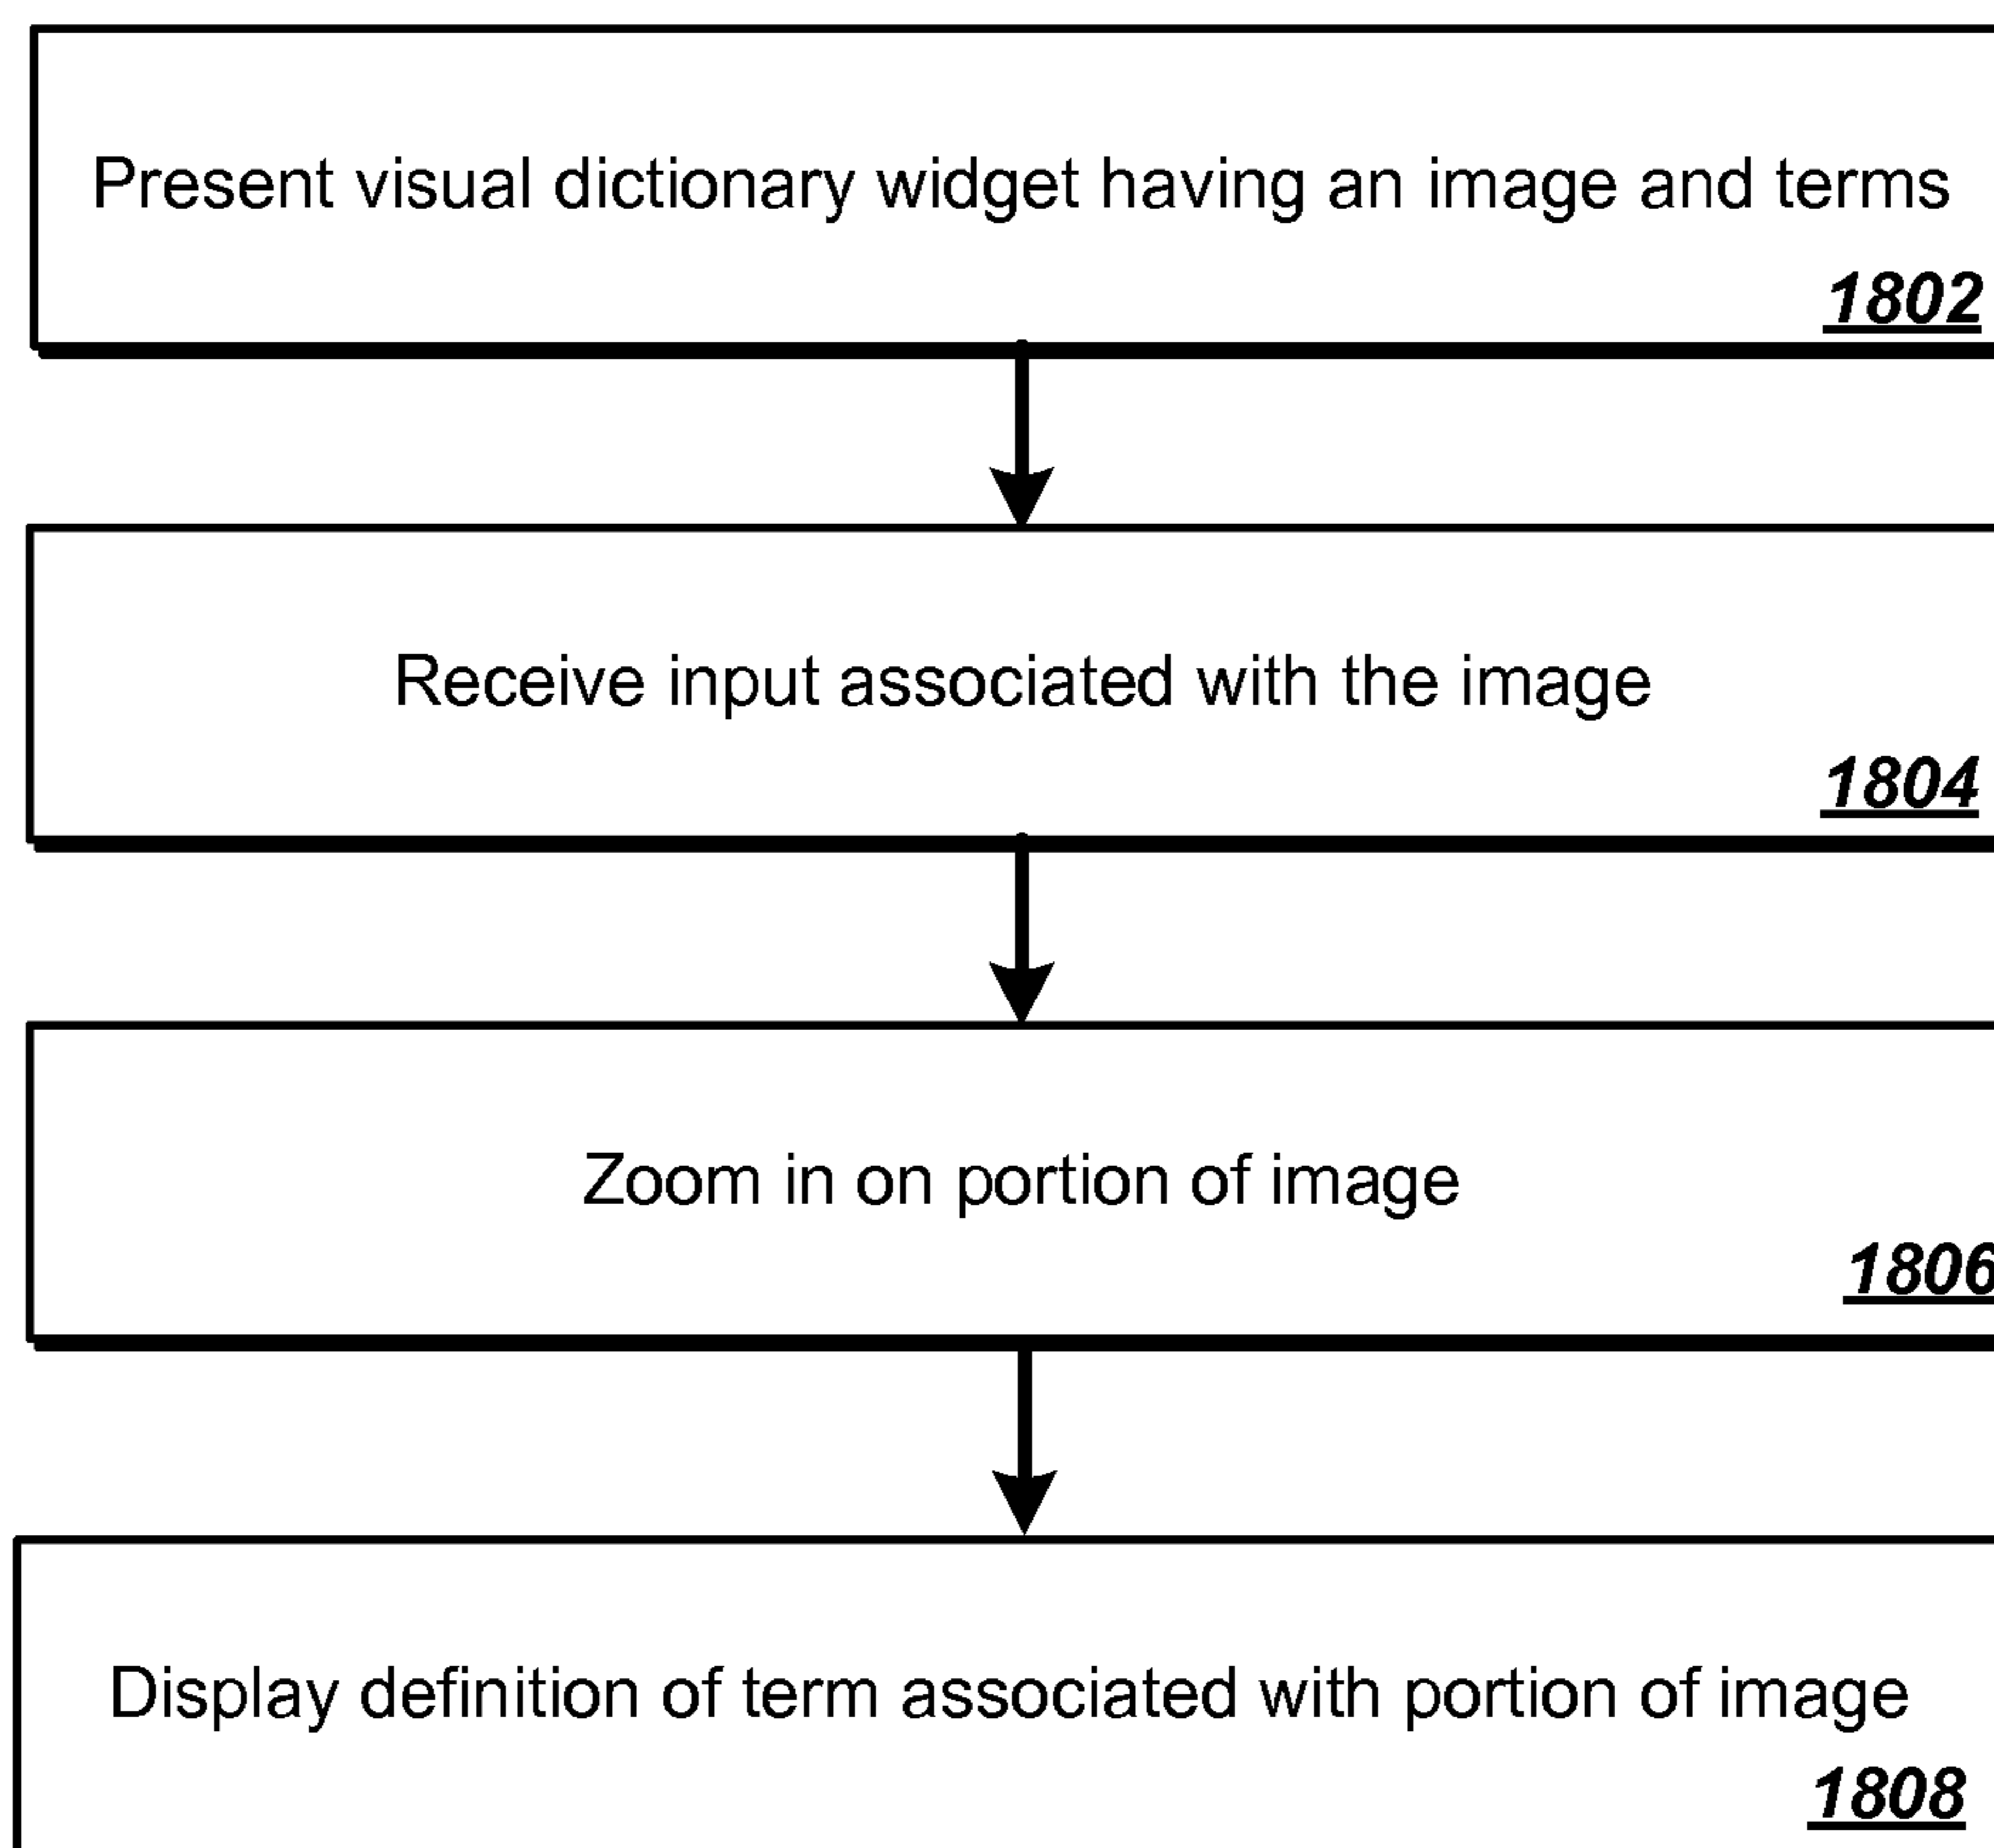 Present visual dictionary widget having an image and terms
1802
Receive input associated with the image
1804
Zoom in on portion of image
1806
Display definition of term associated with portion of image
1808